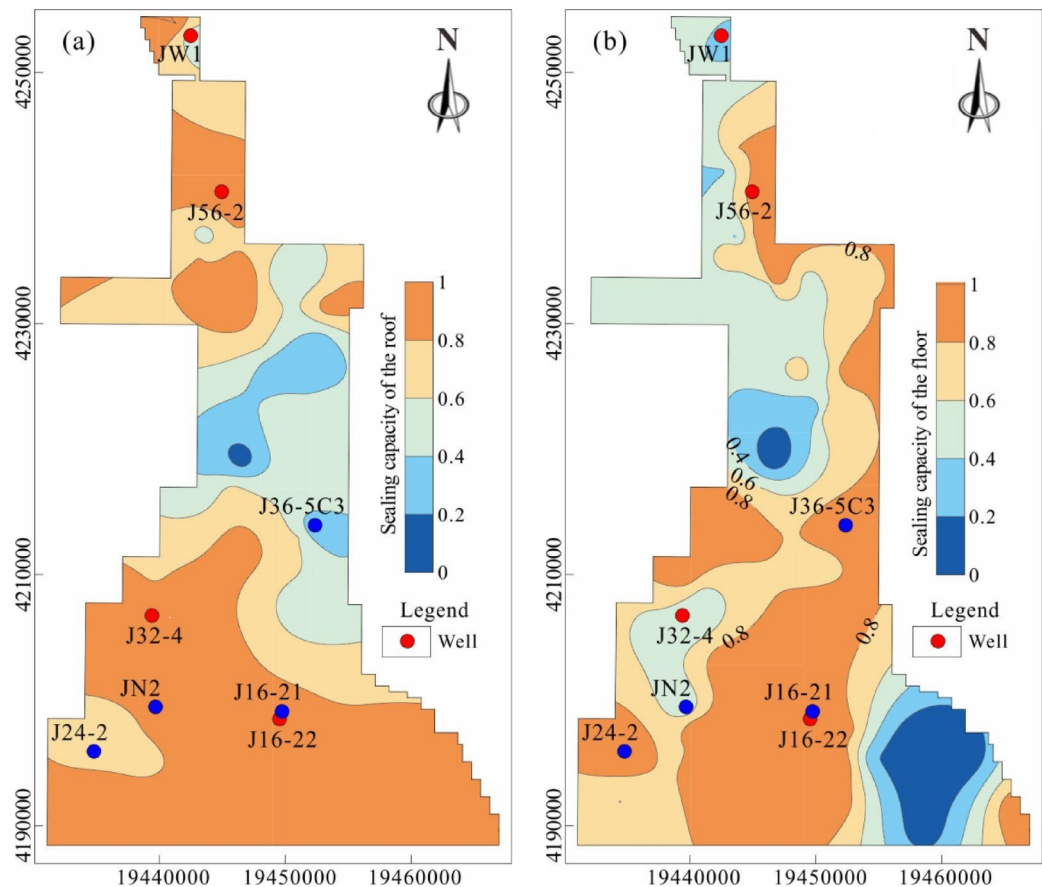 (a)
N
JW1
J56-2
J36-5C3
J32-4
JN2
J16-21
J24-2
J16-22
Sealing capacity of the roof
1
0.8
0.6
0.4
0.2
0
Legend
Well
4250000
4230000
4210000
4190000
19440000 19450000 19460000
(b)
N
JW1
J56-2
0.8
0.4
0.6
0.8
J36-5C3
J32-4
0.8
0.8
JN2
J16-21
J24-2
J16-22
Sealing capacity of the floor
1
0.8
0.6
0.4
0.2
0
Legend
Well
4250000
4230000
4210000
4190000
19440000 19450000 19460000